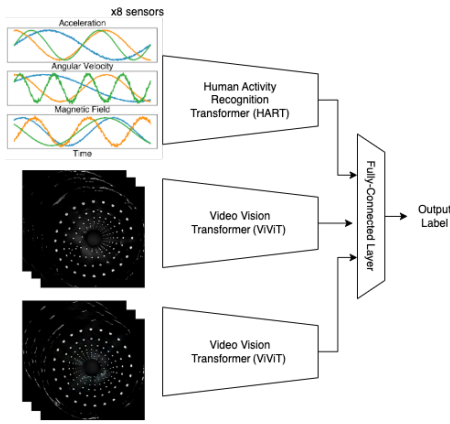 x8 sensors
Acceleration
Angular Velocity
Magnetic Field
Time
Human Activity
Recognition
Transformer (HART)
Video Vision
Transformer (ViViT)
Video Vision
Transformer (ViViT)
Fully-Connected Layer
Output
Label